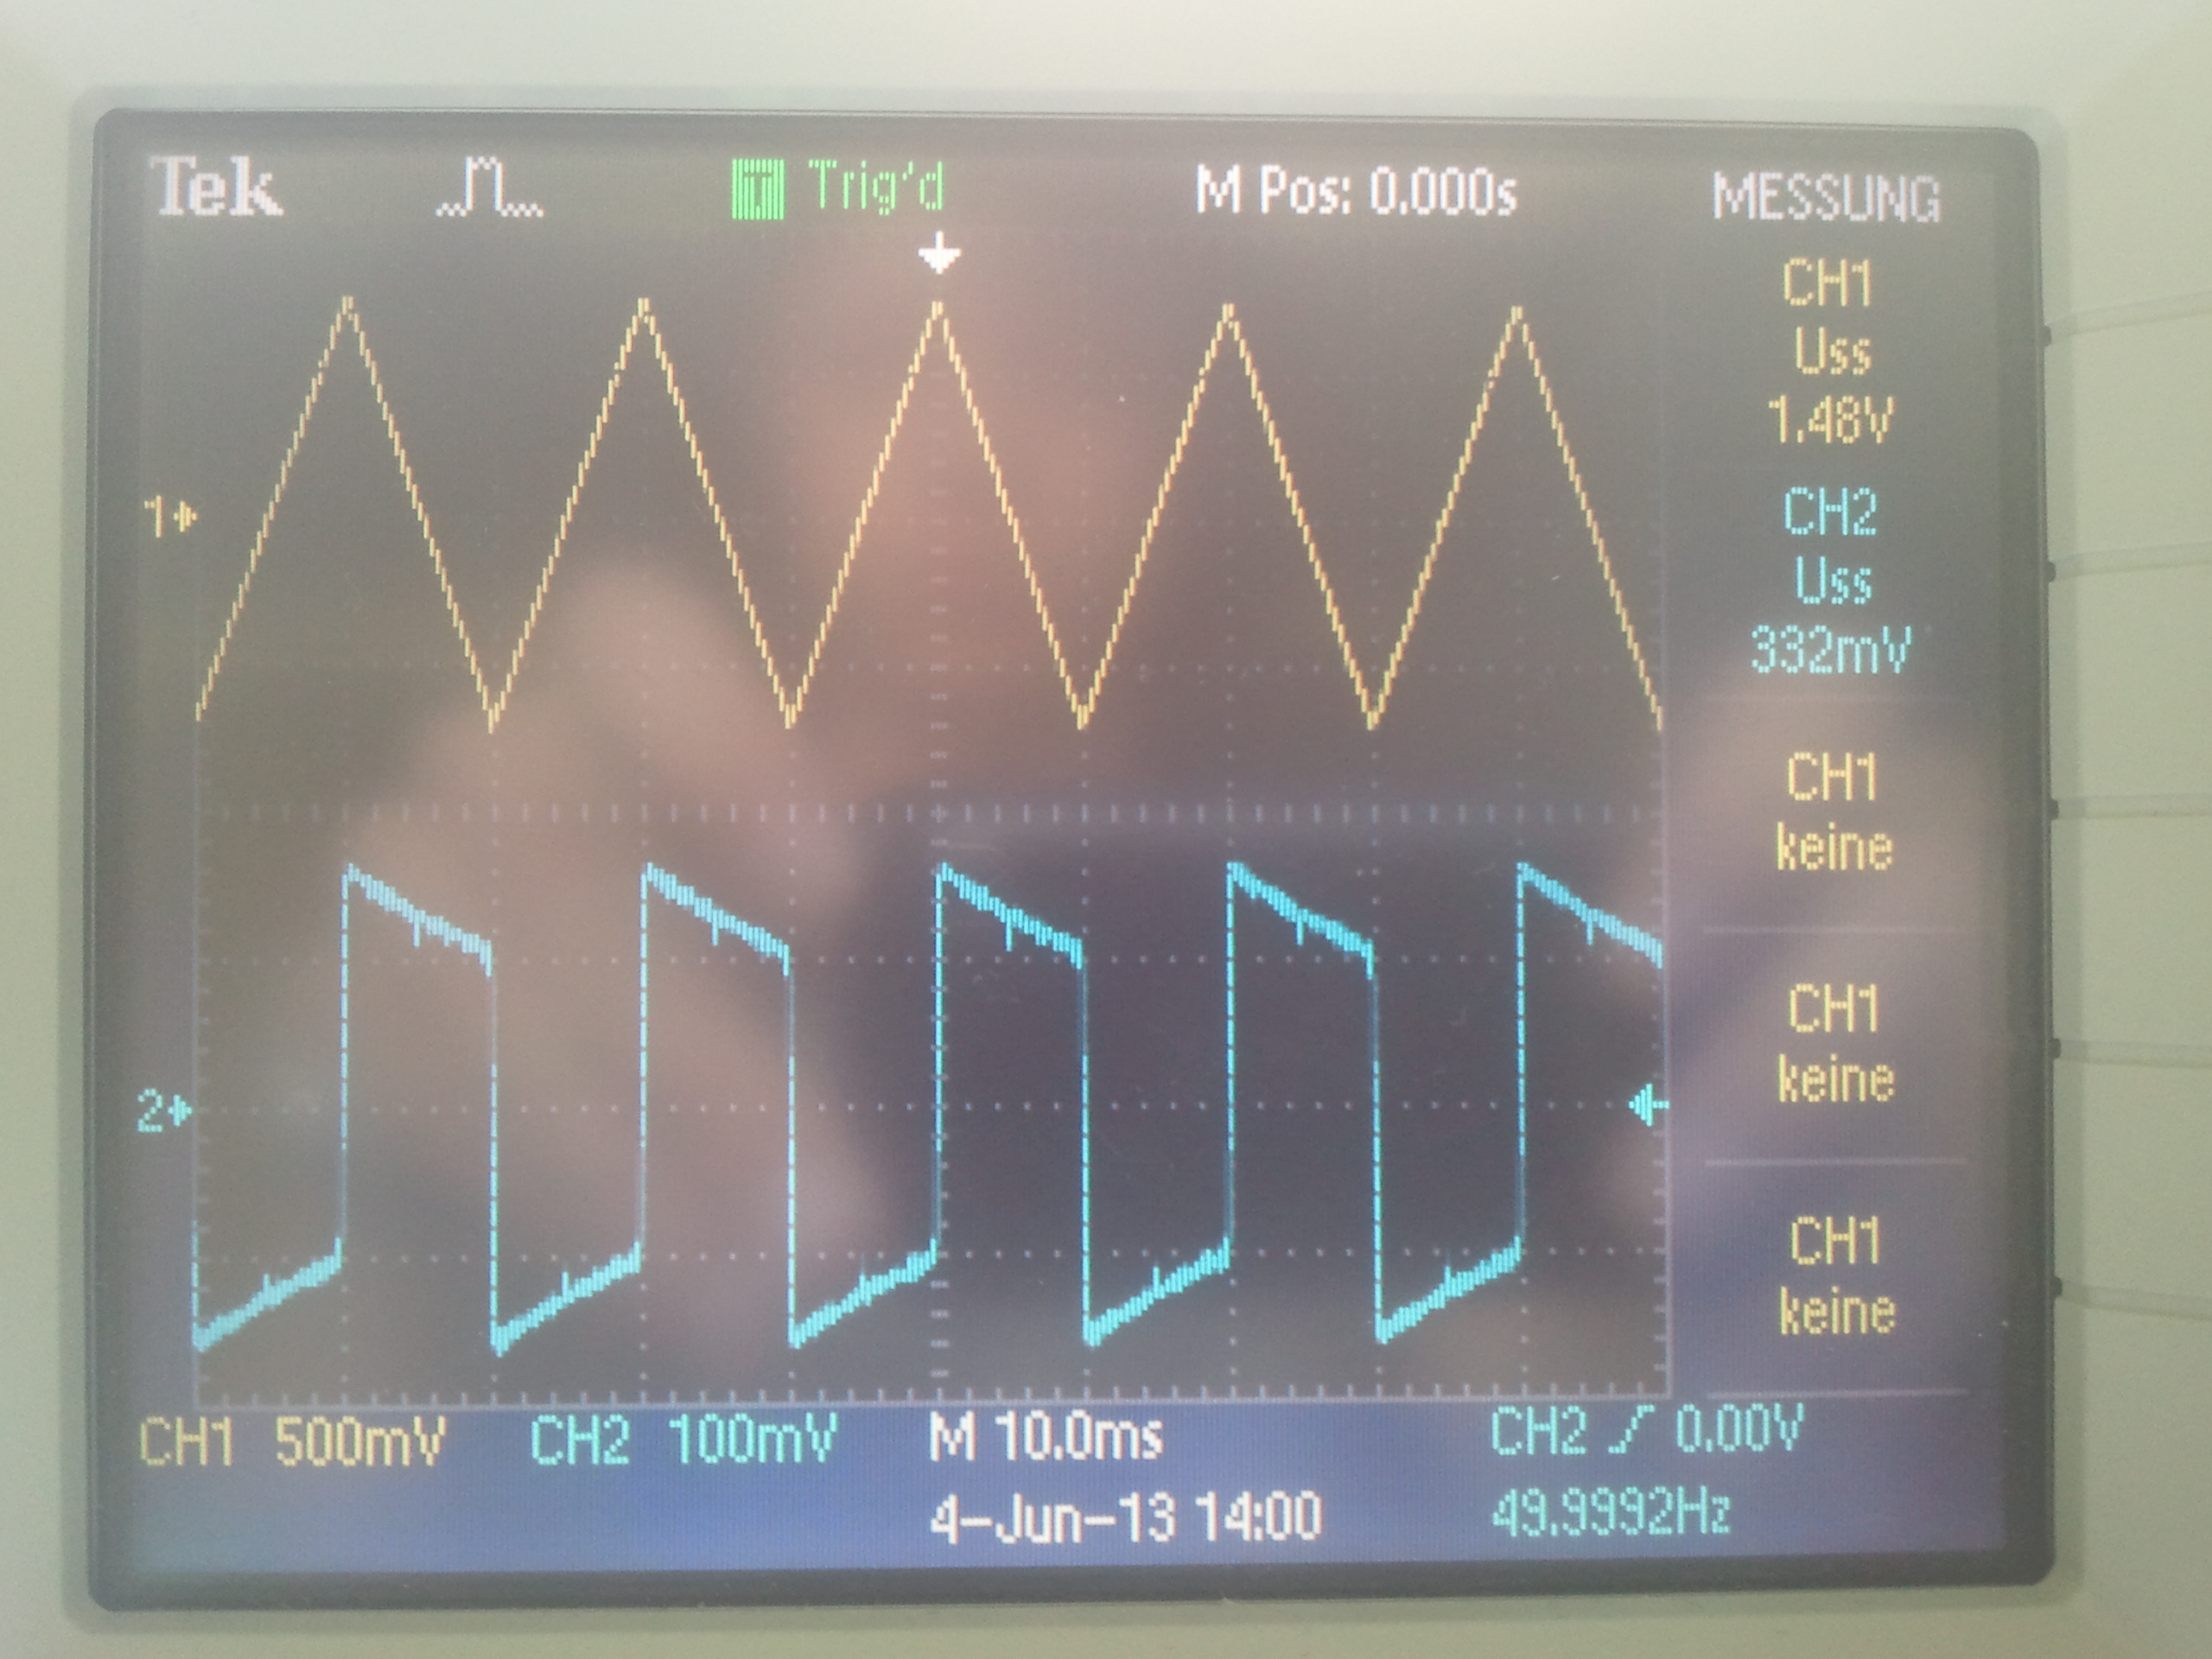 Tek T Trig'd M Pos: 0.000s MESSUNG
CH1
Uss
1.48V
CH2
Uss
332mV
CH1
keine
CH1
keine
CH1
keine
1
2
CH1 500mV CH2 100mV M 10.0ms CH2 0.00V
4-Jun-13 14:00 49.9992Hz